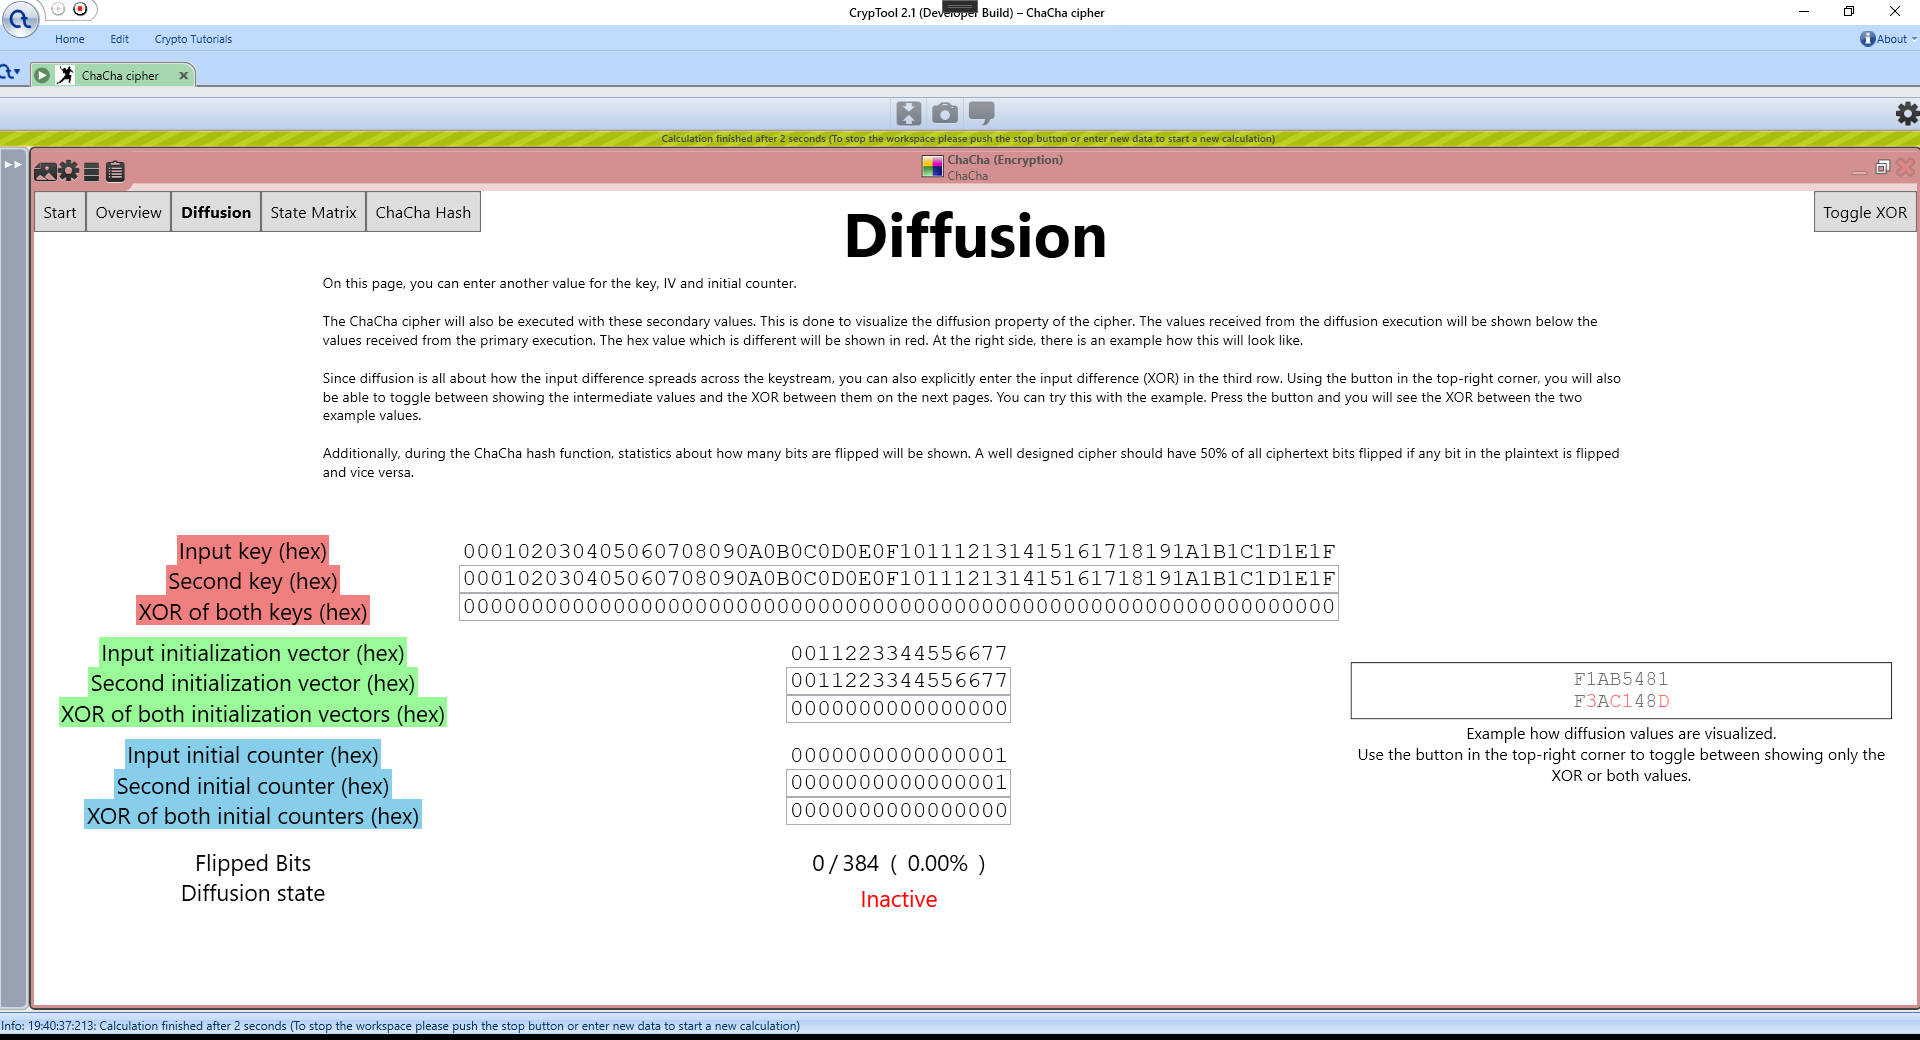 CrypTool 2.1 (Developer Build) – ChaCha cipher
Home Edit Crypto Tutorials About
ChaCha cipher
Calculation finished after 2 seconds (To stop the workspace please push the stop button or enter new data to start a new calculation)
ChaCha (Encryption)
ChaCha
Start Overview Diffusion State Matrix ChaCha Hash Toggle XOR
Diffusion
On this page, you can enter another value for the key, IV and initial counter.
The ChaCha cipher will also be executed with these secondary values. This is done to visualize the diffusion property of the cipher. The values received from the diffusion execution will be shown below the
values received from the primary execution. The hex value which is different will be shown in red. At the right side, there is an example how this will look like.
Since diffusion is all about how the input difference spreads across the keystream, you can also explicitly enter the input difference (XOR) in the third row. Using the button in the top-right corner, you will also
be able to toggle between showing the intermediate values and the XOR between them on the next pages. You can try this with the example. Press the button and you will see the XOR between the two
example values.
Additionally, during the ChaCha hash function, statistics about how many bits are flipped will be shown. A well designed cipher should have 50% of all ciphertext bits flipped if any bit in the plaintext is flipped
and vice versa.
Input key (hex) 000102030405060708090A0B0C0D0E0F101112131415161718191A1B1C1D1E1F
Second key (hex) 000102030405060708090A0B0C0D0E0F101112131415161718191A1B1C1D1E1F
XOR of both keys (hex) 0000000000000000000000000000000000000000000000000000000000000000
Input initialization vector (hex) 0011223344556677
Second initialization vector (hex) 0011223344556677
XOR of both initialization vectors (hex) 0000000000000000
F1AB5481
F3AC148D
Example how diffusion values are visualized.
Use the button in the top-right corner to toggle between showing only the
XOR or both values.
Input initial counter (hex) 0000000000000001
Second initial counter (hex) 0000000000000001
XOR of both initial counters (hex) 0000000000000000
Flipped Bits 0 / 384 ( 0.00% )
Diffusion state Inactive
Info: 19:40:37:213: Calculation finished after 2 seconds (To stop the workspace please push the stop button or enter new data to start a new calculation)